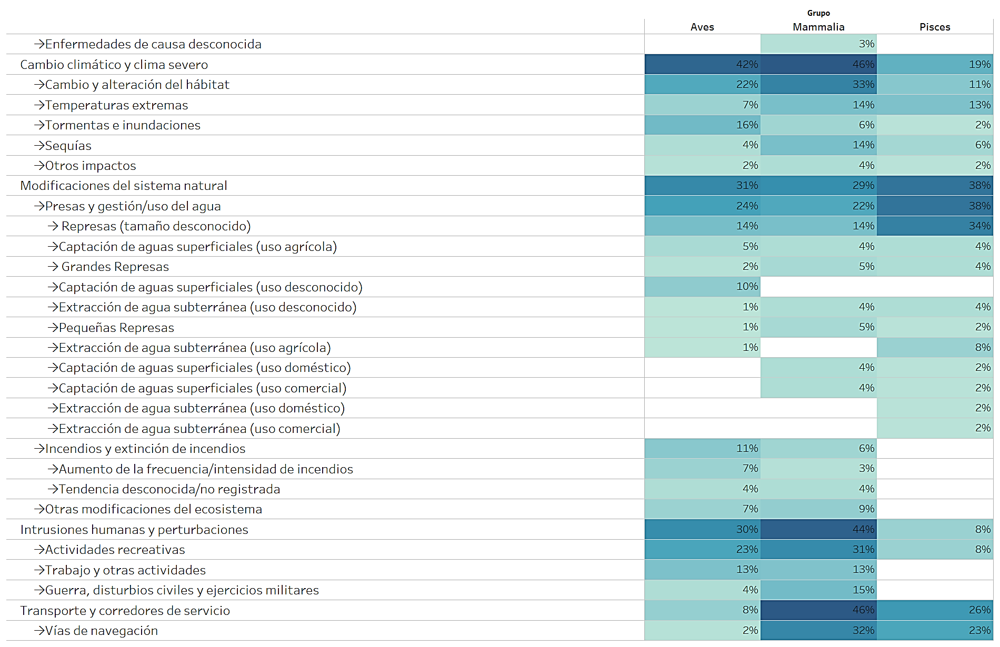 Grupo
Aves Mammalia Pisces
→Enfermedades de causa desconocida 3%
Cambio climático y clima severo 42% 46% 19%
→Cambio y alteración del hábitat 22% 33% 11%
→Temperaturas extremas 7% 14% 13%
→Tormentas e inundaciones 16% 6% 2%
→Sequías 4% 14% 6%
→Otros impactos 2% 4% 2%
Modificaciones del sistema natural 31% 29% 38%
→Presas y gestión/uso del agua 24% 22% 38%
→ Represas (tamaño desconocido) 14% 14% 34%
→Captación de aguas superficiales (uso agrícola) 5% 4% 4%
→ Grandes Represas 2% 5% 4%
→Captación de aguas superficiales (uso desconocido) 10%
→Extracción de agua subterránea (uso desconocido) 1% 4% 4%
→Pequeñas Represas 1% 5% 2%
→Extracción de agua subterránea (uso agrícola) 1% 8%
→Captación de aguas superficiales (uso doméstico) 4% 2%
→Captación de aguas superficiales (uso comercial) 4% 2%
→Extracción de agua subterránea (uso doméstico) 2%
→Extracción de agua subterránea (uso comercial) 2%
→Incendios y extinción de incendios 11% 6%
→Aumento de la frecuencia/intensidad de incendios 7% 3%
→Tendencia desconocida/no registrada 4% 4%
→Otras modificaciones del ecosistema 7% 9%
Intrusiones humanas y perturbaciones 30% 44% 8%
→Actividades recreativas 23% 31% 8%
→Trabajo y otras actividades 13% 13%
→Guerra, disturbios civiles y ejercicios militares 4% 15%
Transporte y corredores de servicio 8% 46% 26%
→Vías de navegación 2% 32% 23%